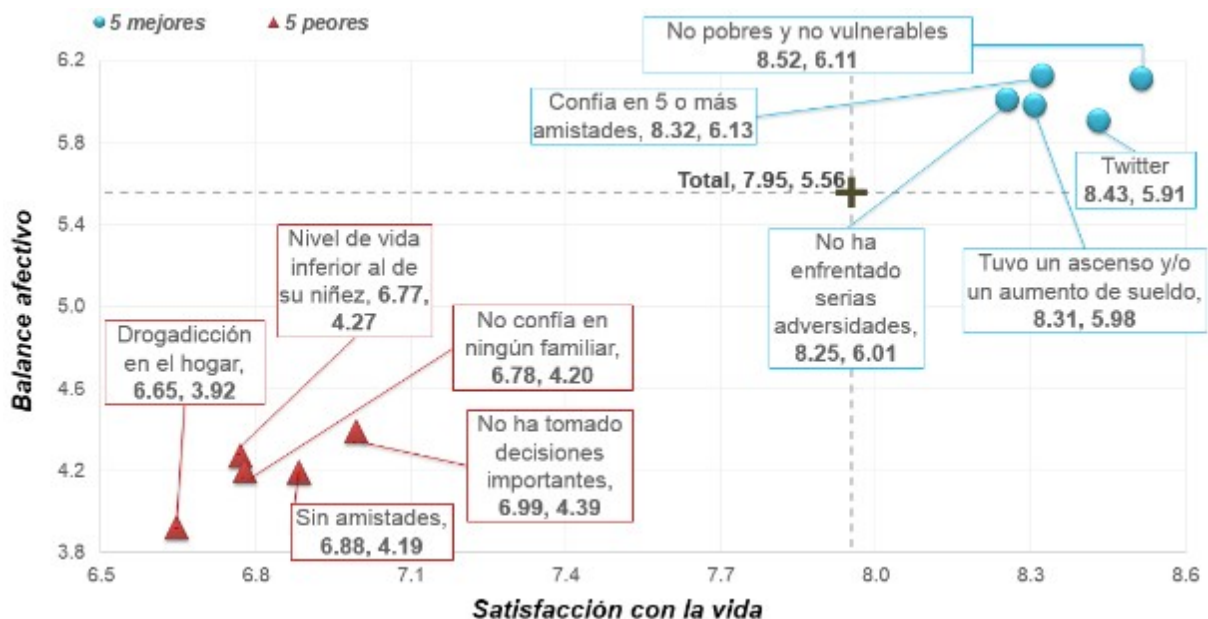 5 mejores
5 peores
No pobres y no vulnerables
8.52, 6.11
Confía en 5 o más
amistades, 8.32, 6.13
Twitter
8.43, 5.91
Total, 7.95, 5.56
No ha
enfrentado
serias
adversidades,
8.25, 6.01
Tuvo un ascenso y/o
un aumento de sueldo,
8.31, 5.98
Nivel de vida
inferior al de
su niñez, 6.77,
4.27
No confía en
ningún familiar,
6.78, 4.20
Drogadicción
en el hogar,
6.65, 3.92
No ha tomado
decisiones
importantes,
6.99, 4.39
Sin amistades,
6.88, 4.19
Balance afectivo
6.2
5.8
5.4
5.0
4.6
4.2
3.8
6.5 6.8 7.1 7.4 7.7 8.0 8.3 8.6
Satisfacción con la vida